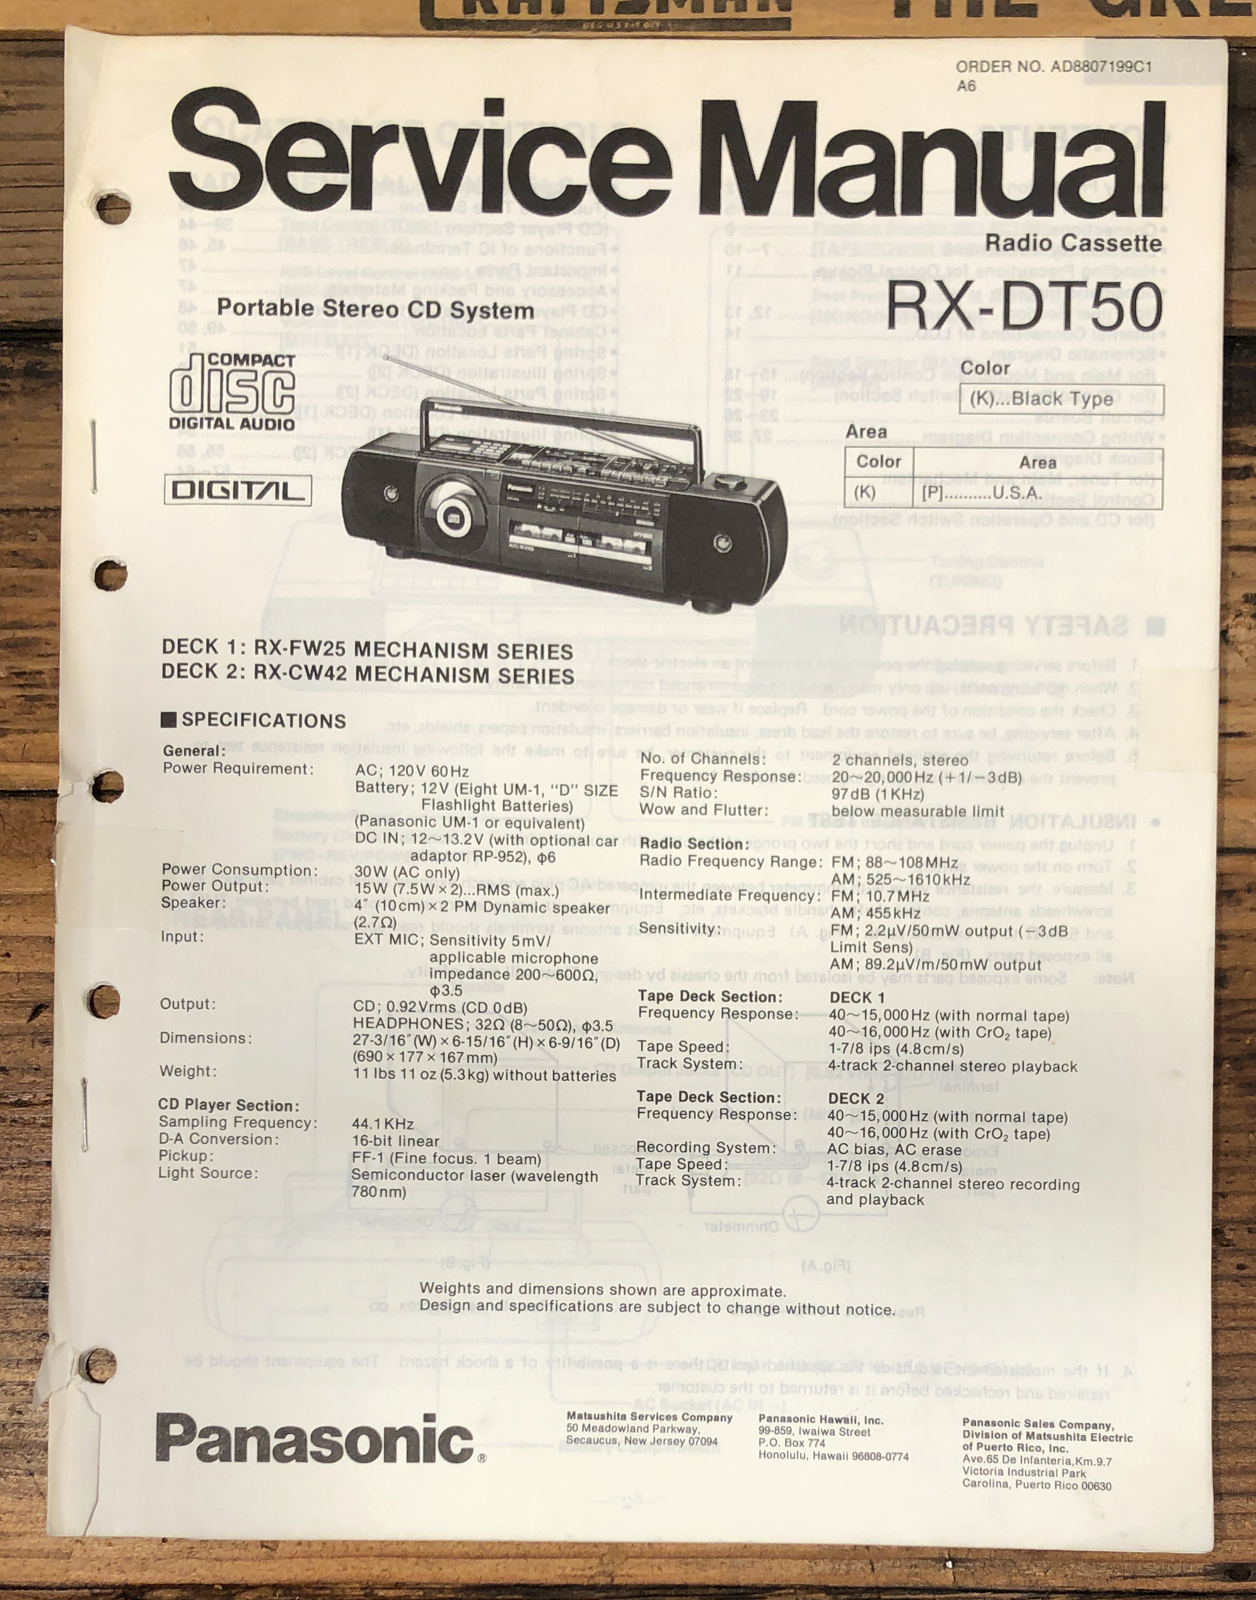 CRAFTSMAN
THE GRE
ORDER NO. AD8807199C1
A6
Service Manual
Radio Cassette
RX-DT50
Portable Stereo CD System
COMPACT
disc
DIGITAL AUDIO
DIGITAL
Color
(K)...Black Type
Area
Color Area
(K) [P]..........U.S.A.
DECK 1: RX-FW25 MECHANISM SERIES
DECK 2: RX-CW42 MECHANISM SERIES
■ SPECIFICATIONS
General:
Power Requirement: AC; 120V 60Hz
Battery; 12V (Eight UM-1, “D” SIZE
Flashlight Batteries)
(Panasonic UM-1 or equivalent)
DC IN; 12~13.2V (with optional car
adaptor RP-952), ϕ6
Power Consumption: 30W (AC only)
Power Output: 15W (7.5W×2)...RMS (max.)
Speaker: 4″ (10cm)×2 PM Dynamic speaker
(2.7Ω)
Input: EXT MIC; Sensitivity 5mV/
applicable microphone
impedance 200~600Ω,
ϕ3.5
Output: CD; 0.92Vrms (CD 0dB)
HEADPHONES; 32Ω (8~50Ω), ϕ3.5
Dimensions: 27-3/16″(W)×6-15/16″(H)×6-9/16″(D)
(690×177×167mm)
Weight: 11 lbs 11 oz (5.3kg) without batteries
CD Player Section:
Sampling Frequency: 44.1KHz
D-A Conversion: 16-bit linear
Pickup: FF-1 (Fine focus. 1 beam)
Light Source: Semiconductor laser (wavelength
780nm)
No. of Channels: 2 channels, stereo
Frequency Response: 20~20,000Hz (+1/−3dB)
S/N Ratio: 97dB (1KHz)
Wow and Flutter: below measurable limit
Radio Section:
Radio Frequency Range: FM; 88~108MHz
AM; 525~1610kHz
Intermediate Frequency: FM; 10.7MHz
AM; 455kHz
Sensitivity: FM; 2.2μV/50mW output (−3dB
Limit Sens)
AM; 89.2μV/m/50mW output
Tape Deck Section: DECK 1
Frequency Response: 40~15,000Hz (with normal tape)
40~16,000Hz (with CrO₂ tape)
Tape Speed: 1-7/8 ips (4.8cm/s)
Track System: 4-track 2-channel stereo playback
Tape Deck Section: DECK 2
Frequency Response: 40~15,000Hz (with normal tape)
40~16,000Hz (with CrO₂ tape)
Recording System: AC bias, AC erase
Tape Speed: 1-7/8 ips (4.8cm/s)
Track System: 4-track 2-channel stereo recording
and playback
Weights and dimensions shown are approximate.
Design and specifications are subject to change without notice.
Panasonic®
Matsushita Services Company
50 Meadowland Parkway,
Secaucus, New Jersey 07094
Panasonic Hawaii, Inc.
99-859, Iwaiwa Street
P.O. Box 774
Honolulu, Hawaii 96808-0774
Panasonic Sales Company,
Division of Matsushita Electric
of Puerto Rico, Inc.
Ave.65 De Infanteria,Km.9.7
Victoria Industrial Park
Carolina, Puerto Rico 00630